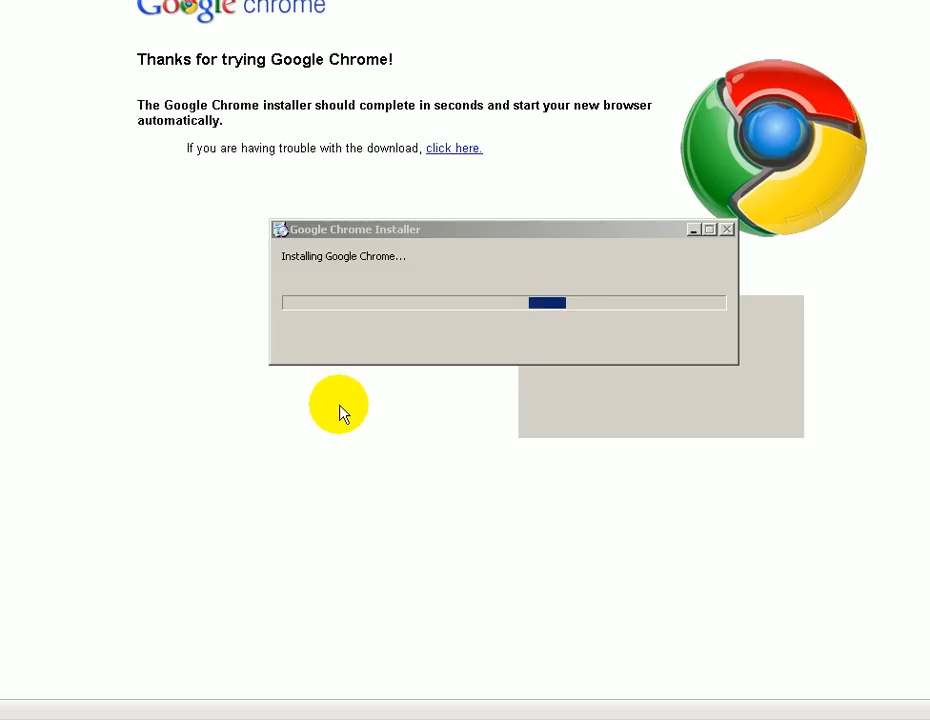 Google chrome
Thanks for trying Google Chrome!
The Google Chrome installer should complete in seconds and start your new browser
automatically.
If you are having trouble with the download, click here.
Google Chrome Installer
Installing Google Chrome...